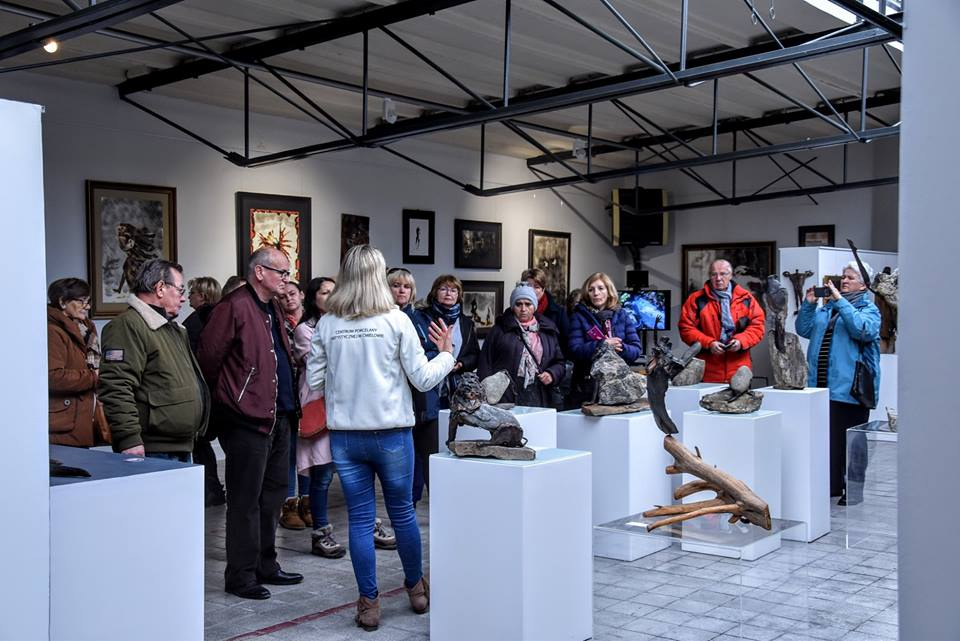 CENTRUM PORCELANY
ARTYSTYCZNEJ W ĆMIELOWIE